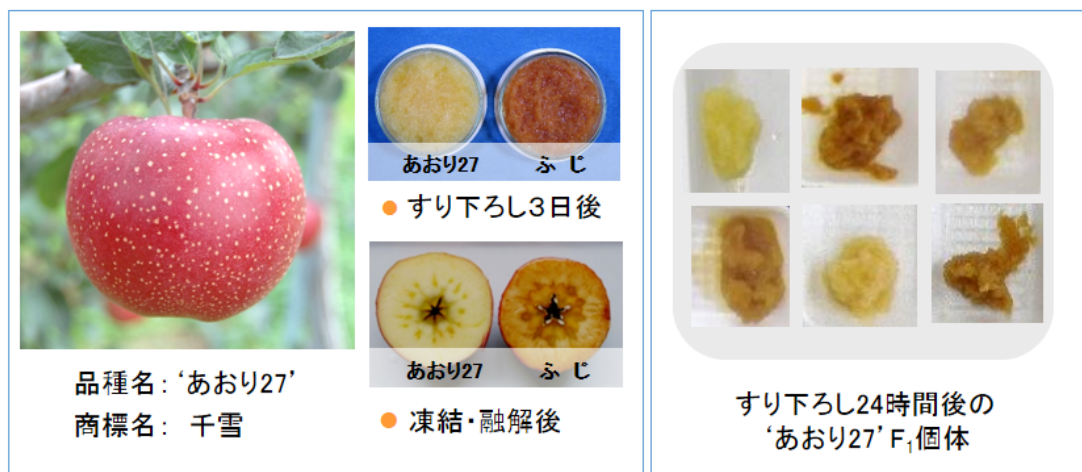 あおり27 ふじ
● すり下ろし3日後
あおり27 ふじ
● 凍結・融解後
品種名： ‘あおり27’
商標名： 千雪
すり下ろし24時間後の
‘あおり27’ F₁個体